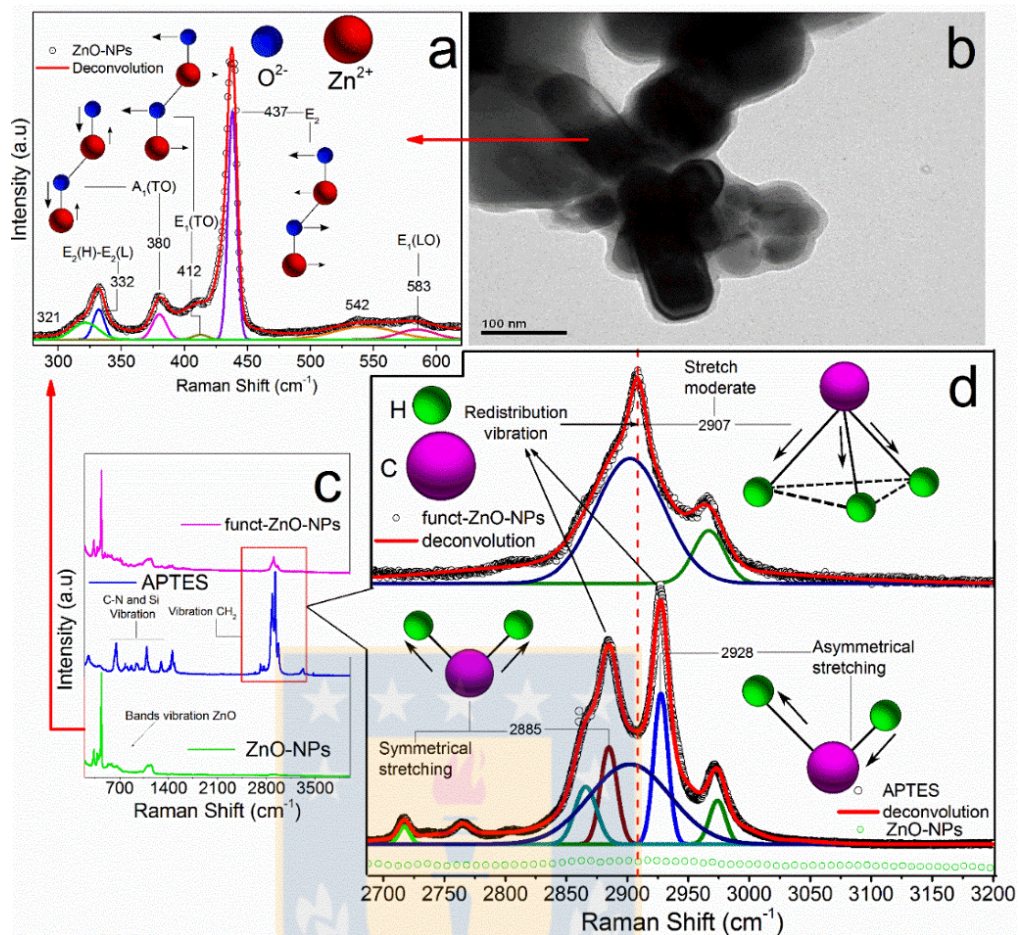 a
ZnO-NPs
Deconvolution
O²⁻
Zn²⁺
437
E₂
A₁(TO)
E₁(TO)
380
412
E₂(H)-E₂(L)
332
321
542
E₁(LO)
583
Intensity (a.u)
300 350 400 450 500 550 600
Raman Shift (cm⁻¹)
b
100 nm
c
funct-ZnO-NPs
APTES
C-N and Si
Vibration
Vibration CH₂
Bands vibration ZnO
ZnO-NPs
Intensity (a.u)
700 1400 2100 2800 3500
Raman Shift (cm⁻¹)
d
H
C
Redistribution
vibration
Stretch
moderate
2907
funct-ZnO-NPs
deconvolution
2928
Asymmetrical
stretching
2885
Symmetrical
stretching
APTES
deconvolution
ZnO-NPs
2700 2750 2800 2850 2900 2950 3000 3050 3100 3150 3200
Raman Shift (cm⁻¹)